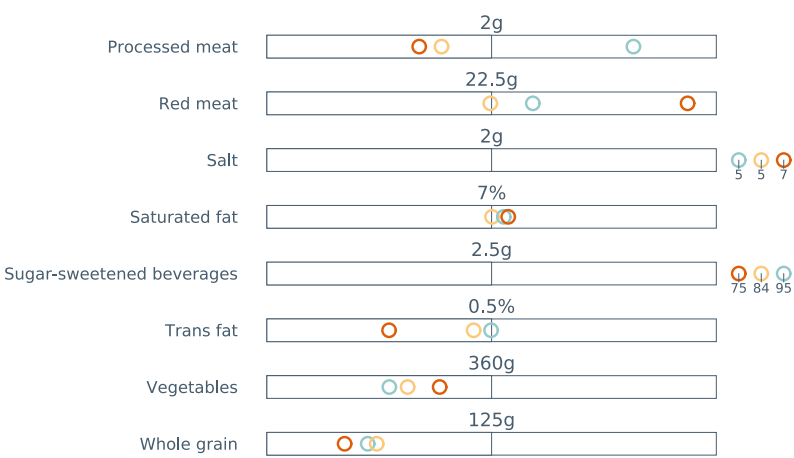 2g
Processed meat
22.5g
Red meat
2g
Salt
5 5 7
7%
Saturated fat
2.5g
Sugar-sweetened beverages
75 84 95
0.5%
Trans fat
360g
Vegetables
125g
Whole grain